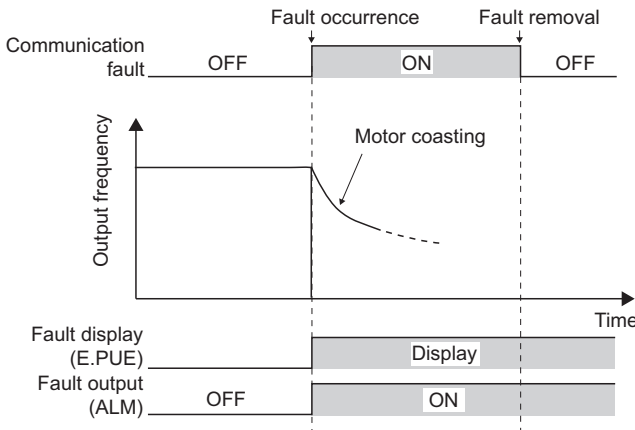 Fault occurrence
Fault removal
Communication
fault
OFF
ON
OFF
Output frequency
Motor coasting
Time
Fault display
(E.PUE)
Display
Fault output
(ALM)
OFF
ON